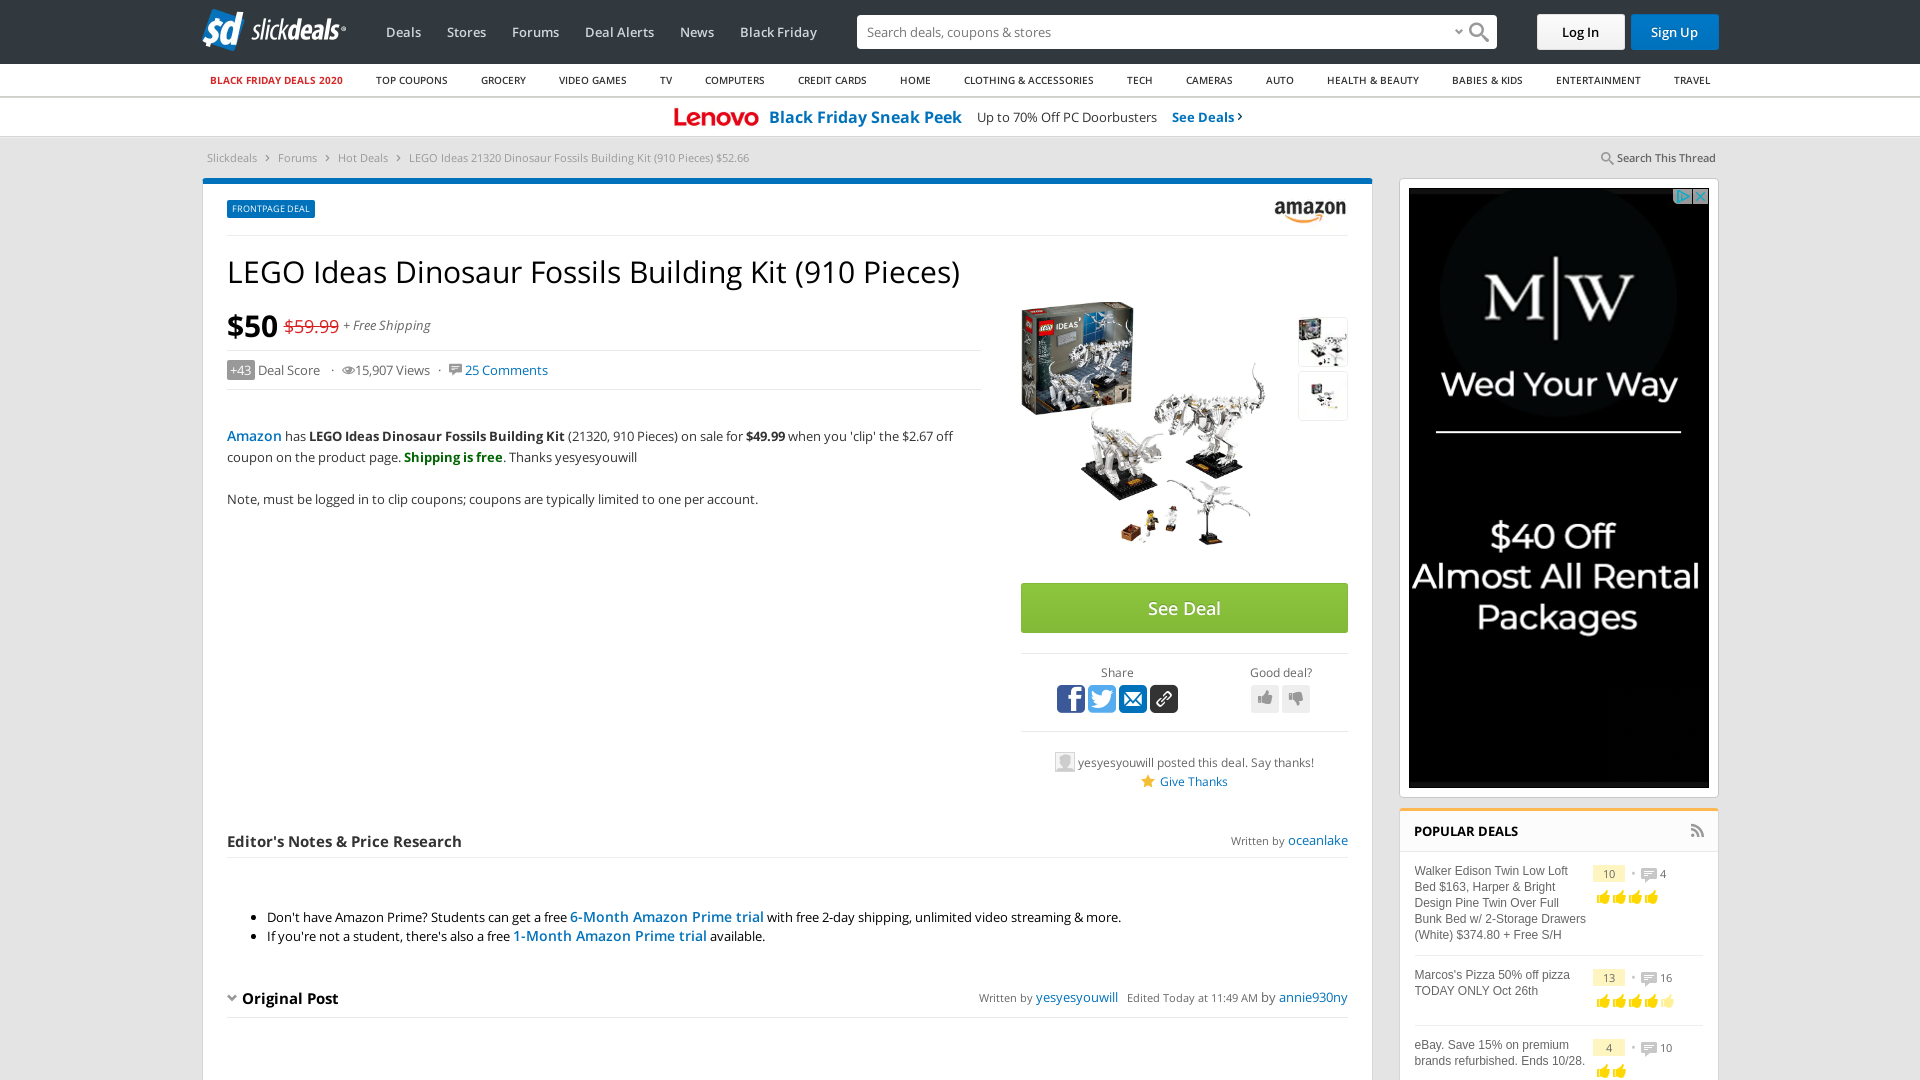 slickdeals
Deals
Stores
Forums
Deal Alerts
News
Black Friday
Search deals, coupons & shops
Log In
Sign Up
BLACK FRIDAY DEALS 2020
TOP COUPONS
GROCERY
VIDEO GAMES
TV
COMPUTERS
CREDIT CARDS
HOME
CLOTHING & ACCESSORIES
TECH
CAMERAS
AUTO
HEALTH & BEAUTY
BABIES & KIDS
ENTERTAINMENT
TRAVEL
Lenovo Black Friday Sneak Peek Up to 70% Off PC Doorbusters See Deals ›
Slickdeals › Forums › Hot Deals › LEGO Ideas 21320 Dinosaur Fossils Building Kit (910 Pieces) $52.66
Search This Thread
FRONTPAGE DEAL
amazon
LEGO Ideas Dinosaur Fossils Building Kit (910 Pieces)
$50 $59.99 + Free Shipping
+43 Deal Score · 15,907 Views · 25 Comments
Amazon has LEGO Ideas Dinosaur Fossils Building Kit (21320, 910 Pieces) on sale for $49.99 when you 'clip' the $2.67 off
coupon on the product page. Shipping is free. Thanks yesyesyouwill
Note, must be logged in to clip coupons; coupons are typically limited to one per account.
LEGO IDEAS
See Deal
Share
Good deal?
yesyesyouwill posted this deal. Say thanks!
Give Thanks
Editor's Notes & Price Research
Written by oceanlake
• Don't have Amazon Prime? Students can get a free 6-Month Amazon Prime trial with free 2-day shipping, unlimited video streaming & more.
• If you're not a student, there's also a free 1-Month Amazon Prime trial available.
Original Post
Written by yesyesyouwill Edited Today at 11:49 AM by annie930ny
M|W
Wed Your Way
$40 Off
Almost All Rental
Packages
POPULAR DEALS
Walker Edison Twin Low Loft
Bed $163, Harper & Bright
Design Pine Twin Over Full
Bunk Bed w/ 2-Storage Drawers
(White) $374.80 + Free S/H
10 • 4
Marcos's Pizza 50% off pizza
TODAY ONLY Oct 26th
13 • 16
eBay. Save 15% on premium
brands refurbished. Ends 10/28.
4 • 10